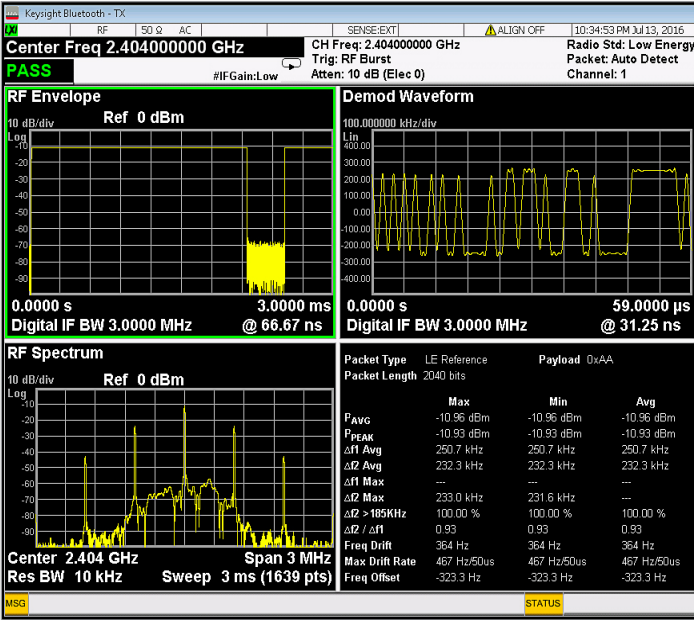 Keysight Bluetooth - TX
LXI RF 50 Ω AC SENSE:EXT ALIGN OFF 10:34:53 PM Jul 13, 2016
Center Freq 2.404000000 GHz
CH Freq: 2.404000000 GHz Radio Std: Low Energy
Trig: RF Burst Packet: Auto Detect
PASS #IFGain:Low Atten: 10 dB (Elec 0) Channel: 1
RF Envelope
10 dB/div Ref 0 dBm
Log
-10
-20
-30
-40
-50
-60
-70
-80
-90
0.0000 s 3.0000 ms
Digital IF BW 3.0000 MHz @ 66.67 ns
Demod Waveform
100.000000 kHz/div
Lin
400.00
300.00
200.00
100.00
0.00
-100.00
-200.00
-300.00
-400.00
0.0000 s 59.0000 µs
Digital IF BW 3.0000 MHz @ 31.25 ns
RF Spectrum
10 dB/div Ref 0 dBm
Log
-10
-20
-30
-40
-50
-60
-70
-80
-90
Center 2.404 GHz Span 3 MHz
Res BW 10 kHz Sweep 3 ms (1639 pts)
Packet Type LE Reference Payload 0xAA
Packet Length 2040 bits
Max Min Avg
PAVG -10.96 dBm -10.96 dBm -10.96 dBm
PPEAK -10.93 dBm -10.93 dBm -10.93 dBm
Δf1 Avg 250.7 kHz 250.7 kHz 250.7 kHz
Δf2 Avg 232.3 kHz 232.3 kHz 232.3 kHz
Δf1 Max --- --- ---
Δf2 Max 233.0 kHz 231.6 kHz ---
Δf2 >185KHz 100.00 % 100.00 % 100.00 %
Δf2 / Δf1 0.93 0.93 0.93
Freq Drift 364 Hz 364 Hz 364 Hz
Max Drift Rate 467 Hz/50us 467 Hz/50us 467 Hz/50us
Freq Offset -323.3 Hz -323.3 Hz -323.3 Hz
MSG STATUS